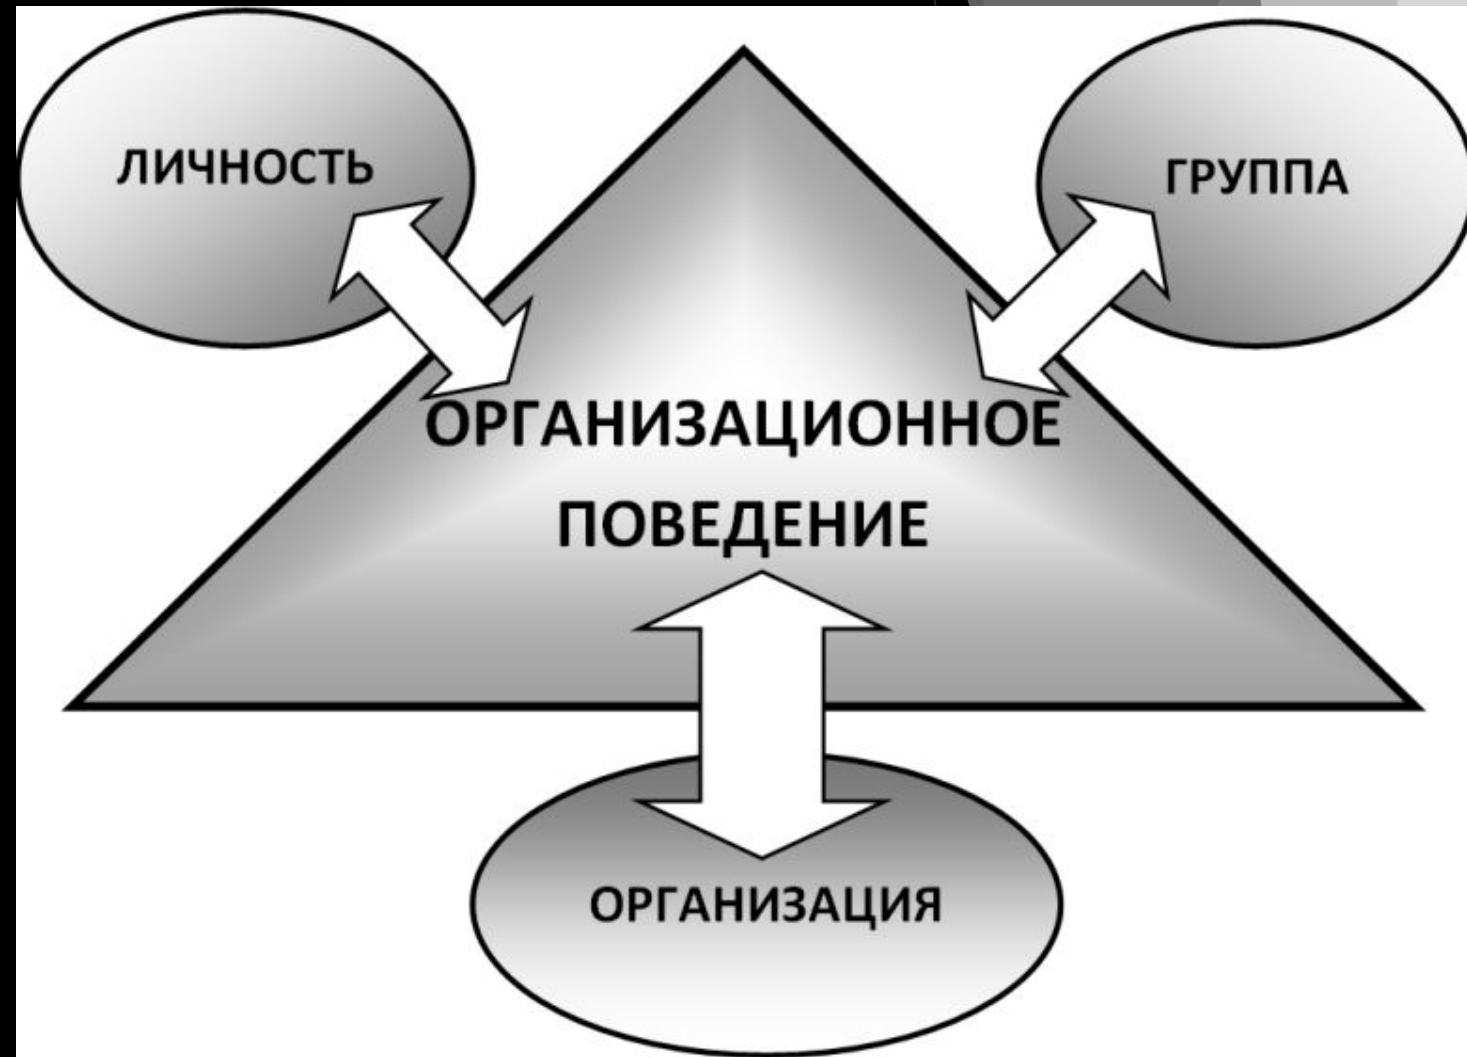 ЛИЧНОСТЬ
ГРУППА
ОРГАНИЗАЦИОННОЕ
ПОВЕДЕНИЕ
ОРГАНИЗАЦИЯ